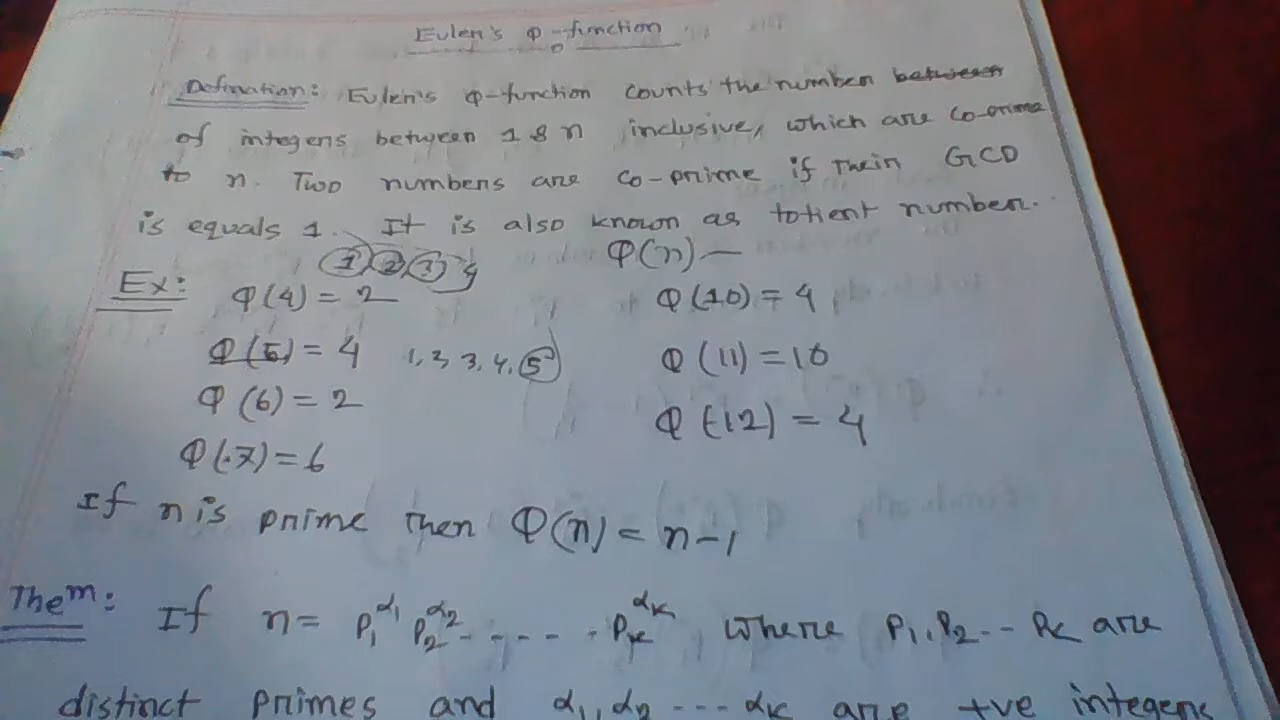 Euler's φ-function
Defination: Euler's φ-function counts the number between
of integers between 1 & n inclusive, which are co-prime
to n. Two numbers are co-prime if their GCD
is equals 1. It is also known as totient number.
1 2 3 4
φ(n) —
Ex: φ(4) = 2
φ(10) = 4
φ(5) = 4 1, 2, 3, 4, 5
φ(11) = 10
φ(6) = 2
φ(12) = 4
φ(7) = 6
If n is prime then φ(n) = n-1
Theᵐ: If n = p₁^α₁ p₂^α₂ ------ pₖ^αₖ, where p₁, p₂ -- pₖ are
distinct primes and α₁, α₂ --- αₖ are +ve integers